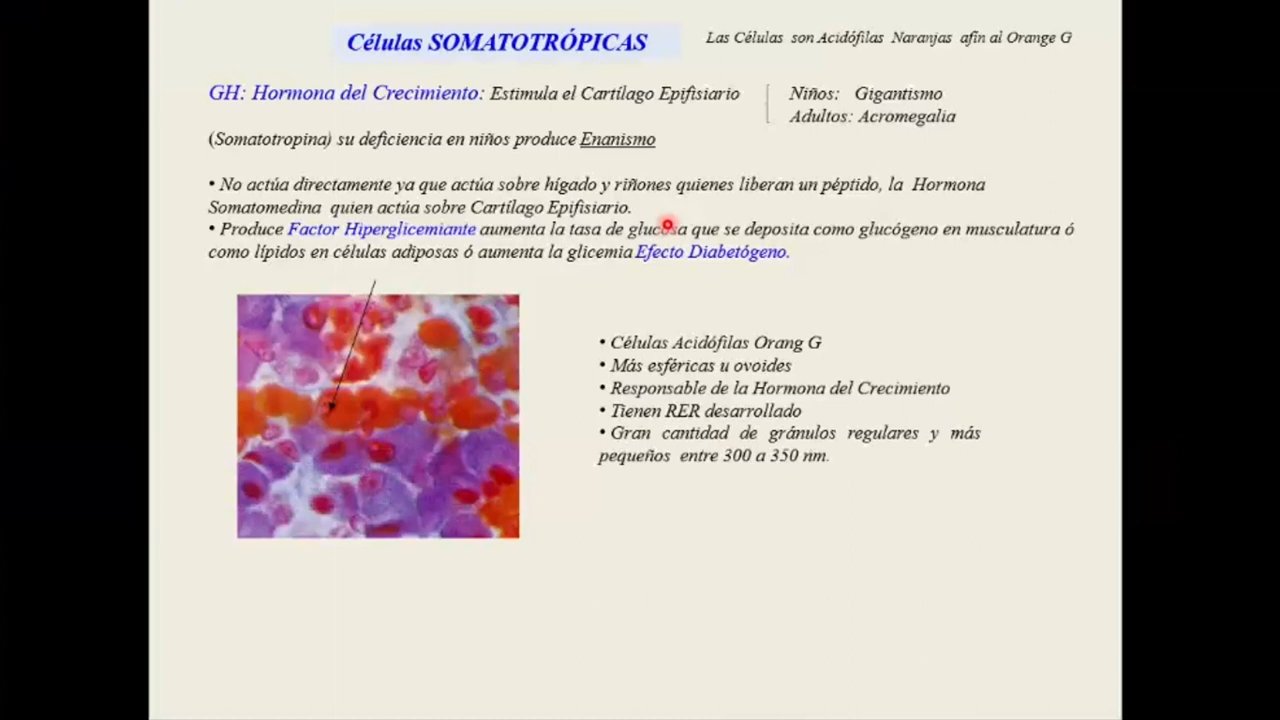 Células SOMATOTRÓPICAS
Las Células son Acidófilas Naranjas afín al Orange G
GH: Hormona del Crecimiento: Estimula el Cartílago Epifisiario
Niños: Gigantismo
Adultos: Acromegalia
(Somatotropina) su deficiencia en niños produce Enanismo
• No actúa directamente ya que actúa sobre hígado y riñones quienes liberan un péptido, la Hormona
Somatomedina quien actúa sobre Cartílago Epifisiario.
• Produce Factor Hiperglicemiante aumenta la tasa de glucosa que se deposita como glucógeno en musculatura ó
como lípidos en células adiposas ó aumenta la glicemia Efecto Diabetógeno.
• Células Acidófilas Orang G
• Más esféricas u ovoides
• Responsable de la Hormona del Crecimiento
• Tienen RER desarrollado
• Gran cantidad de gránulos regulares y más
pequeños entre 300 a 350 nm.